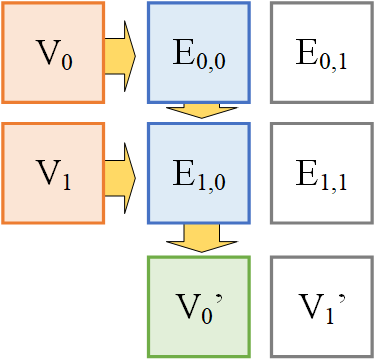 V₀ E₀,₀ E₀,₁
V₁ E₁,₀ E₁,₁
V₀’ V₁’